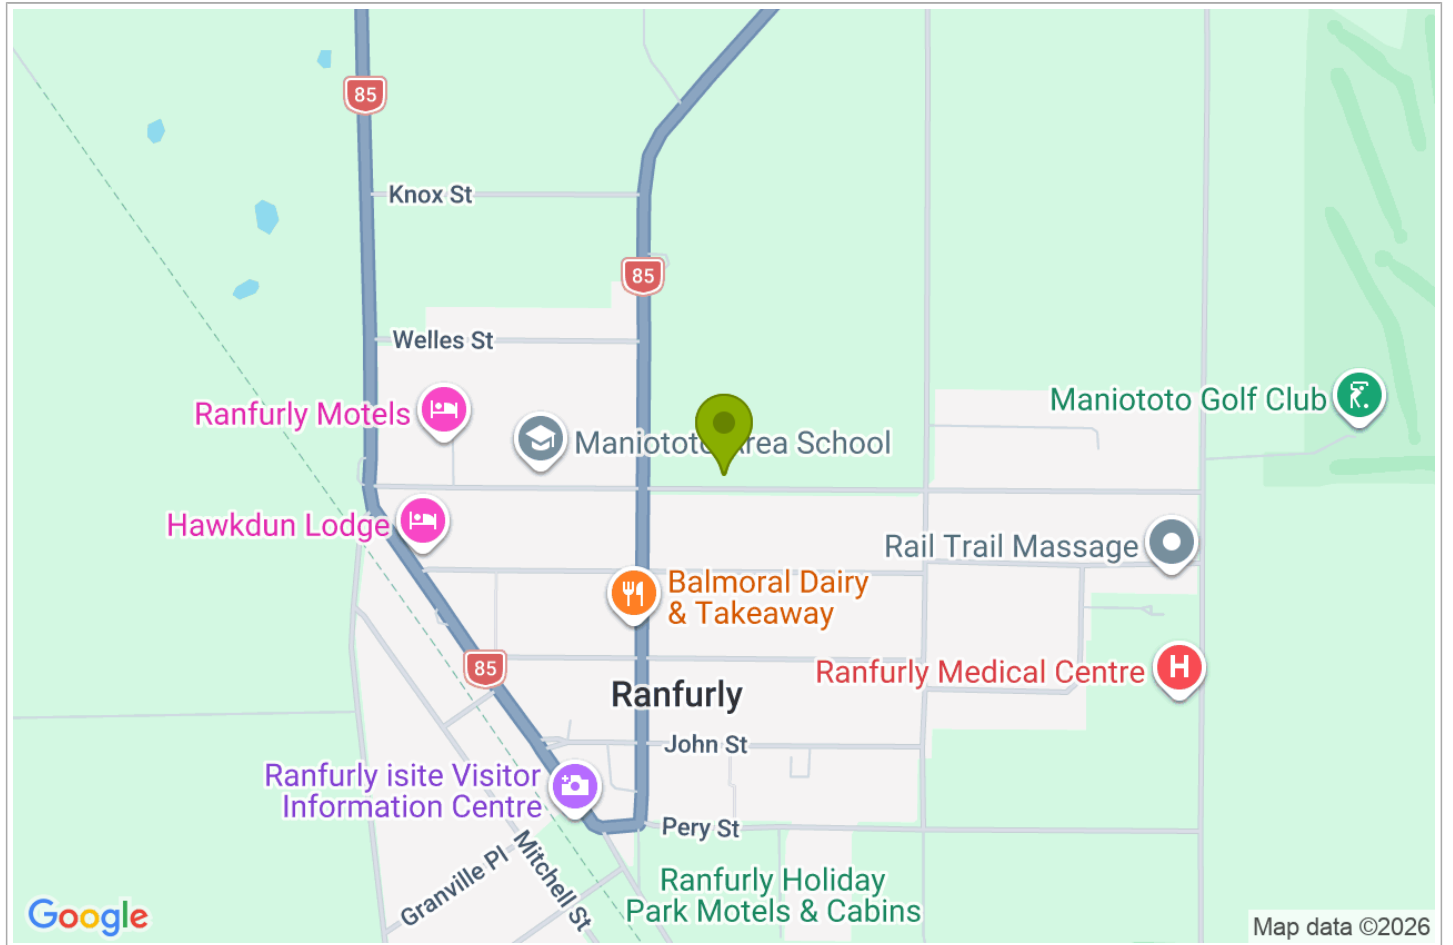 85
Knox St
85
Welles St
Ranfurly Motels
Maniototo Area School
Maniototo Golf Club
Hawkdun Lodge
Rail Trail Massage
Balmoral Dairy
& Takeaway
85
Ranfurly Medical Centre
H
Ranfurly
John St
Ranfurly isite Visitor
Information Centre
Pery St
Mitchell St
Granville Pl
Ranfurly Holiday
Park Motels & Cabins
Google
Map data ©2026